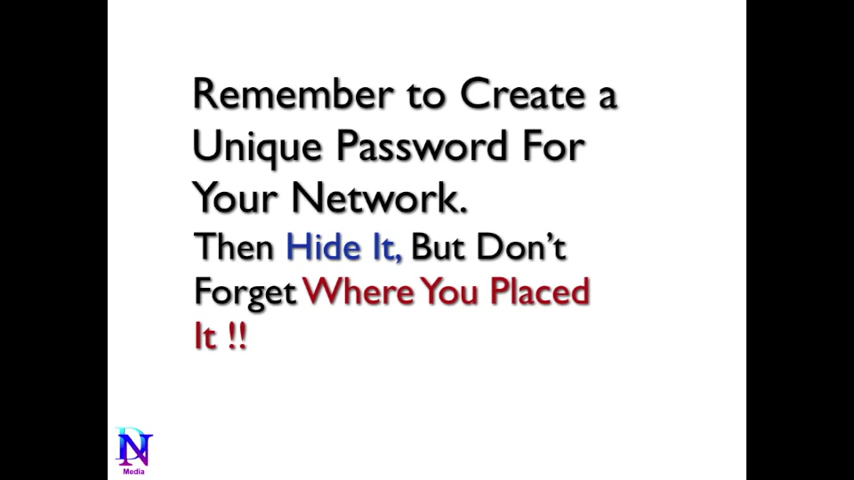 Remember to Create a
Unique Password For
Your Network.
Then Hide It, But Don't
Forget Where You Placed
It !!
DN
Media